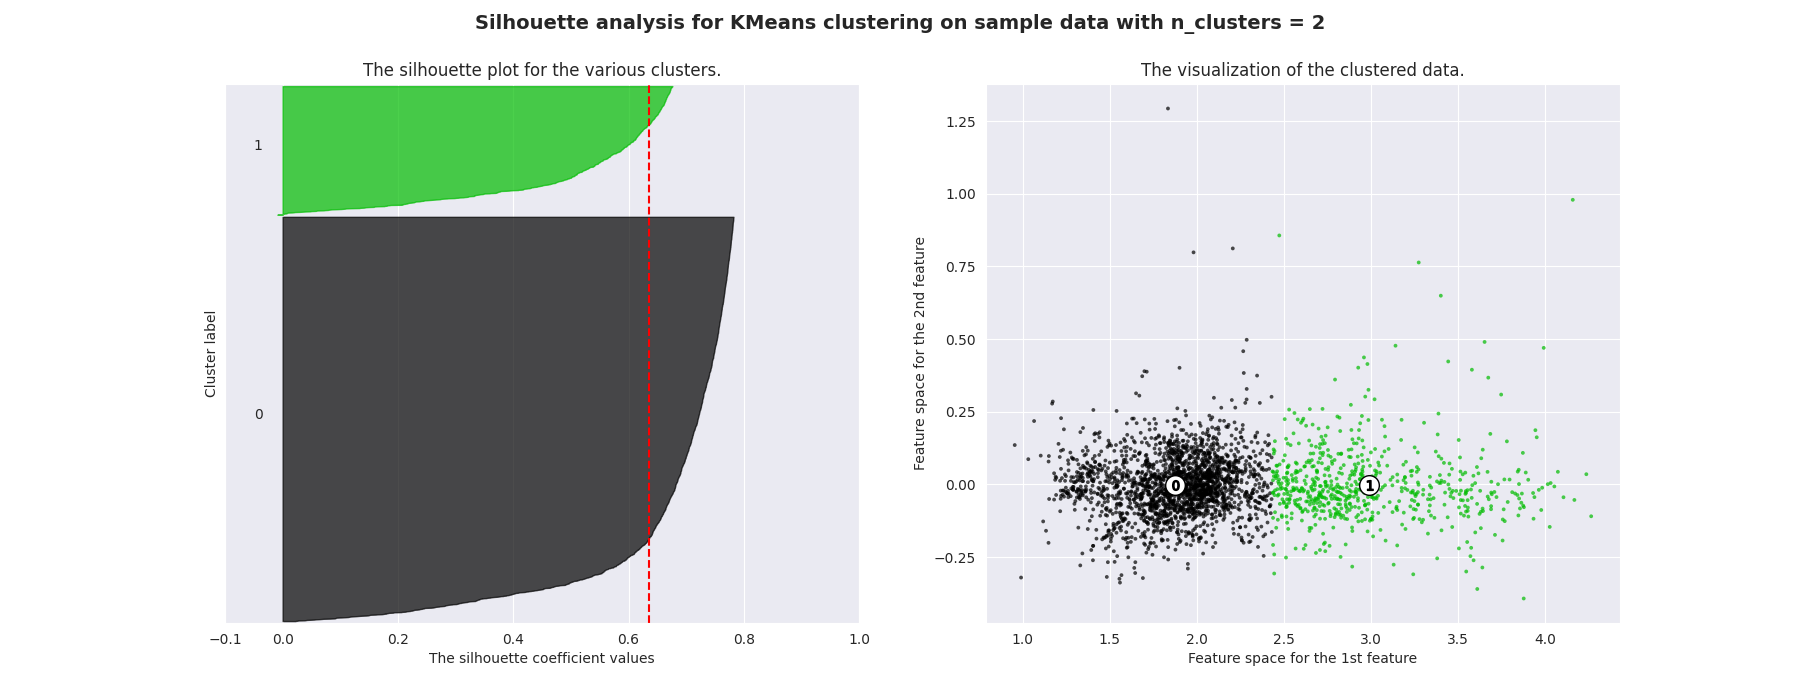 Silhouette analysis for KMeans clustering on sample data with n_clusters = 2
The silhouette plot for the various clusters.
1
0
Cluster label
−0.1 0.0 0.2 0.4 0.6 0.8 1.0
The silhouette coefficient values
The visualization of the clustered data.
1.25
1.00
0.75
0.50
0.25
0.00
−0.25
Feature space for the 2nd feature
0 1
1.0 1.5 2.0 2.5 3.0 3.5 4.0
Feature space for the 1st feature